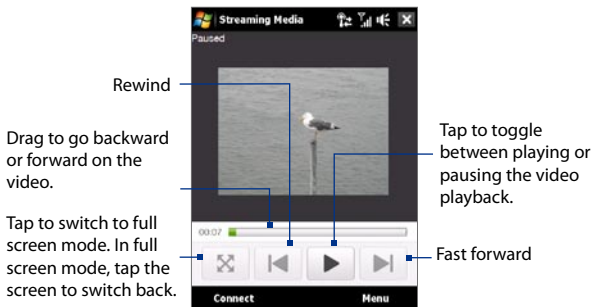 Streaming Media
Paused
Rewind
Drag to go backward
or forward on the
video.
Tap to toggle
between playing or
pausing the video
playback.
00:07
Tap to switch to full
screen mode. In full
screen mode, tap the
screen to switch back.
Fast forward
Connect
Menu